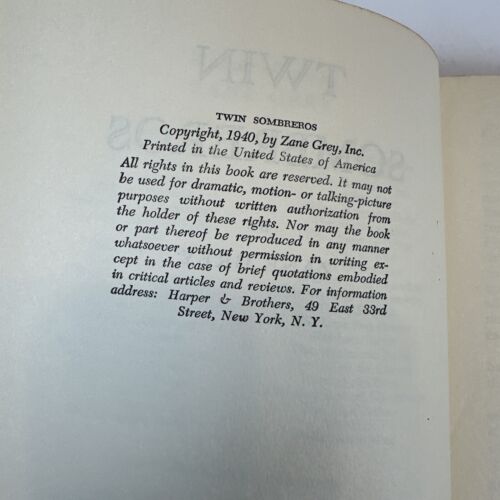 TWIN SOMBREROS
Copyright, 1940, by Zane Grey, Inc.
Printed in the United States of America
All rights in this book are reserved. It may not
be used for dramatic, motion- or talking-picture
purposes without written authorization from
the holder of these rights. Nor may the book
or part thereof be reproduced in any manner
whatsoever without permission in writing ex-
cept in the case of brief quotations embodied
in critical articles and reviews. For information
address: Harper & Brothers, 49 East 33rd
Street, New York, N. Y.